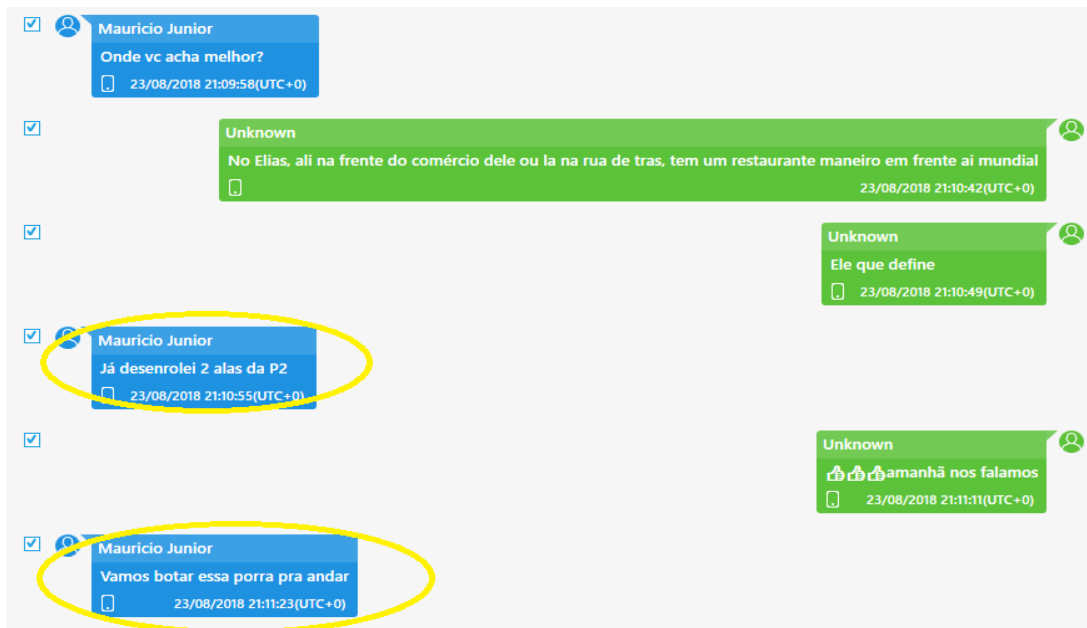 Mauricio Junior
Onde vc acha melhor?
23/08/2018 21:09:58(UTC+0)
Unknown
No Elias, ali na frente do comércio dele ou la na rua de tras, tem um restaurante maneiro em frente ai mundial
23/08/2018 21:10:42(UTC+0)
Unknown
Ele que define
23/08/2018 21:10:49(UTC+0)
Mauricio Junior
Já desenrolei 2 alas da P2
23/08/2018 21:10:55(UTC+0)
Unknown
👍👍👍amanhã nos falamos
23/08/2018 21:11:11(UTC+0)
Mauricio Junior
Vamos botar essa porra pra andar
23/08/2018 21:11:23(UTC+0)